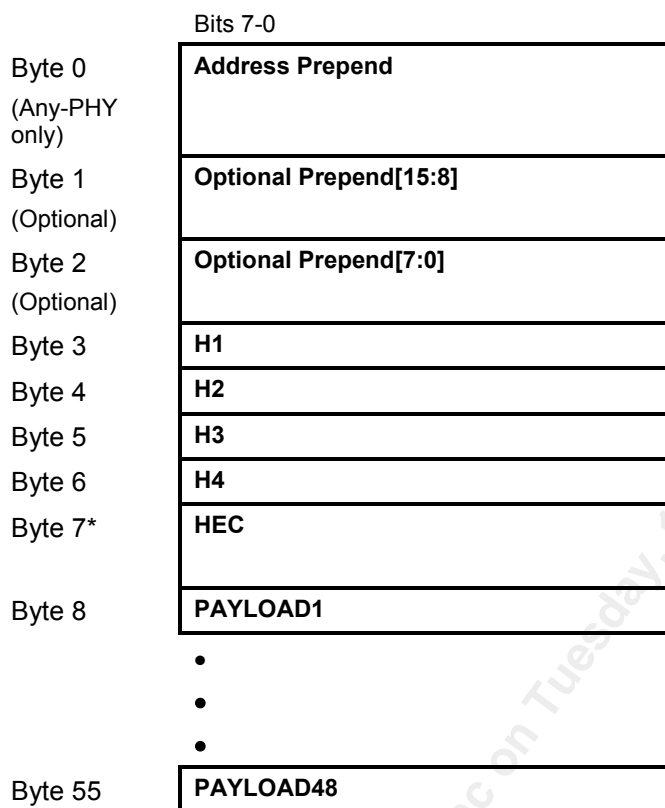 Bits 7-0
Byte 0 Address Prepend
(Any-PHY
only)
Byte 1 Optional Prepend[15:8]
(Optional)
Byte 2 Optional Prepend[7:0]
(Optional)
Byte 3 H1
Byte 4 H2
Byte 5 H3
Byte 6 H4
Byte 7* HEC
Byte 8 PAYLOAD1
•
•
•
Byte 55 PAYLOAD48
on Tuesday,